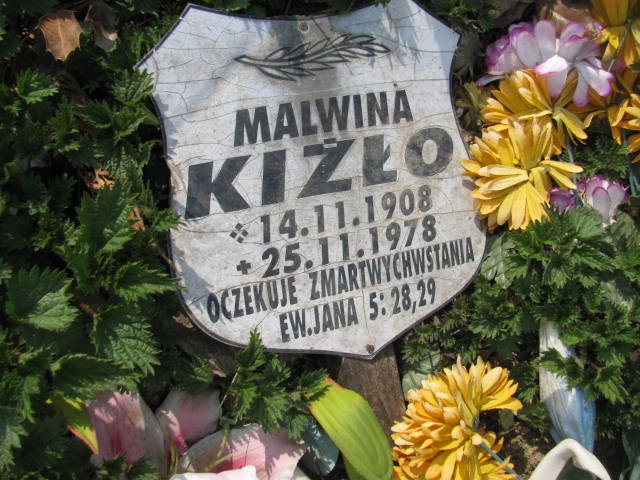 MALWINA
KIŻŁO
✤ 14.11.1908
+ 25.11.1978
OCZEKUJE ZMARTWYCHWSTANIA
EW.JANA 5: 28,29